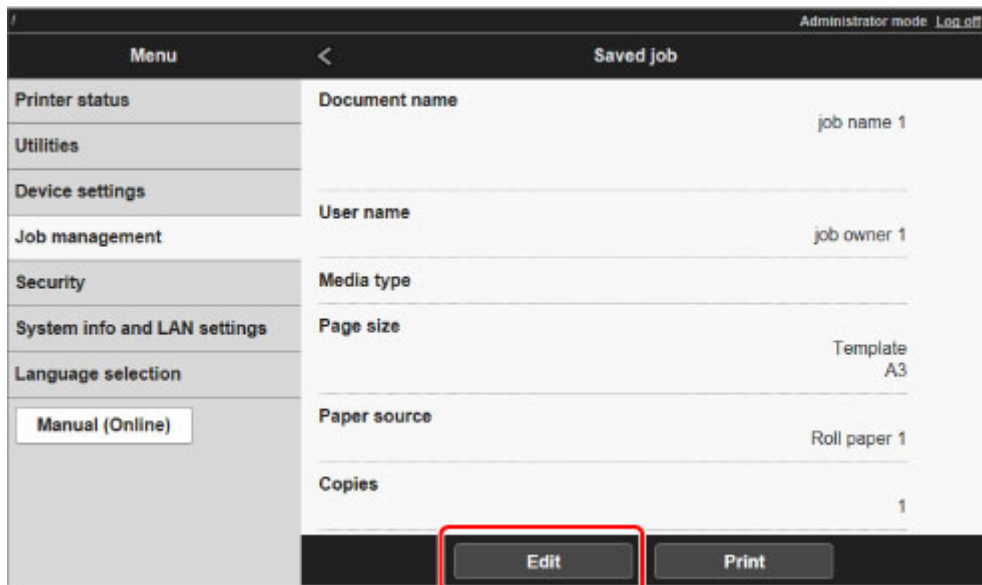 /
Administrator mode Log off
Menu
< Saved job
Printer status
Utilities
Device settings
Job management
Security
System info and LAN settings
Language selection
Manual (Online)
Document name
job name 1
User name
job owner 1
Media type
Page size
Template
A3
Paper source
Roll paper 1
Copies
1
Edit
Print